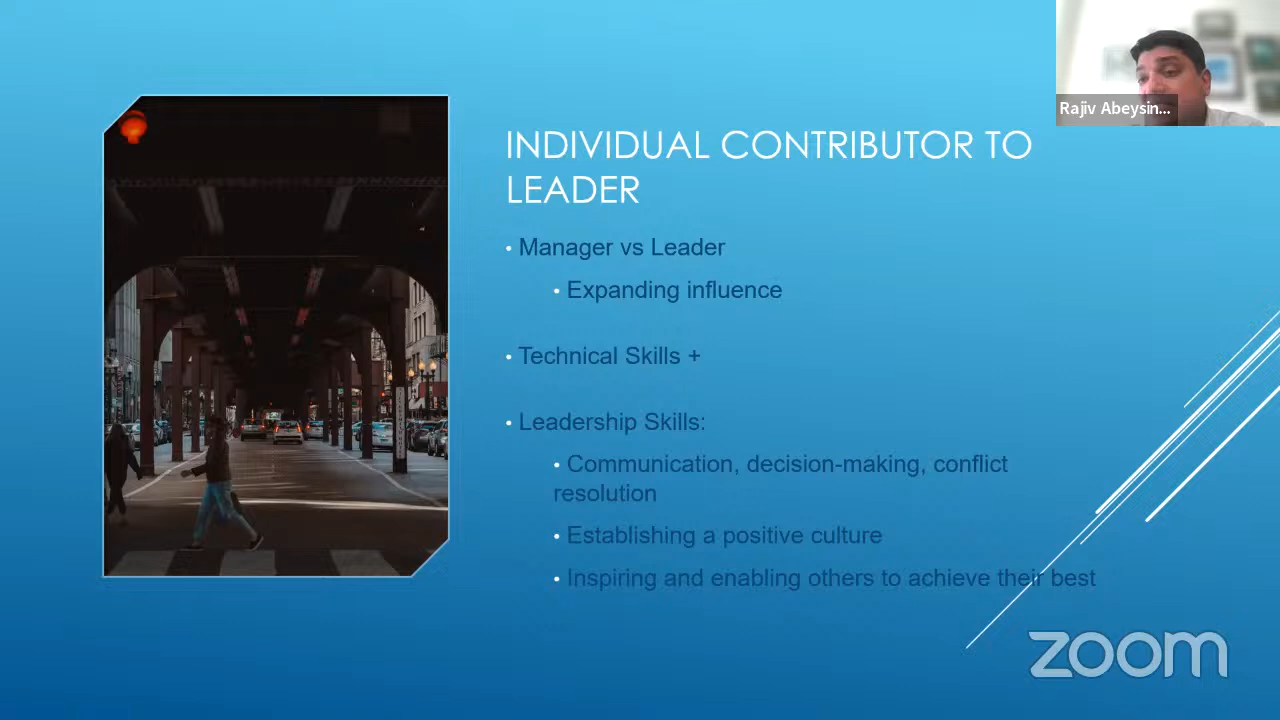 Rajiv Abeysin...
INDIVIDUAL CONTRIBUTOR TO
LEADER
• Manager vs Leader
• Expanding influence
• Technical Skills +
• Leadership Skills:
• Communication, decision-making, conflict
resolution
• Establishing a positive culture
• Inspiring and enabling others to achieve their best
zoom